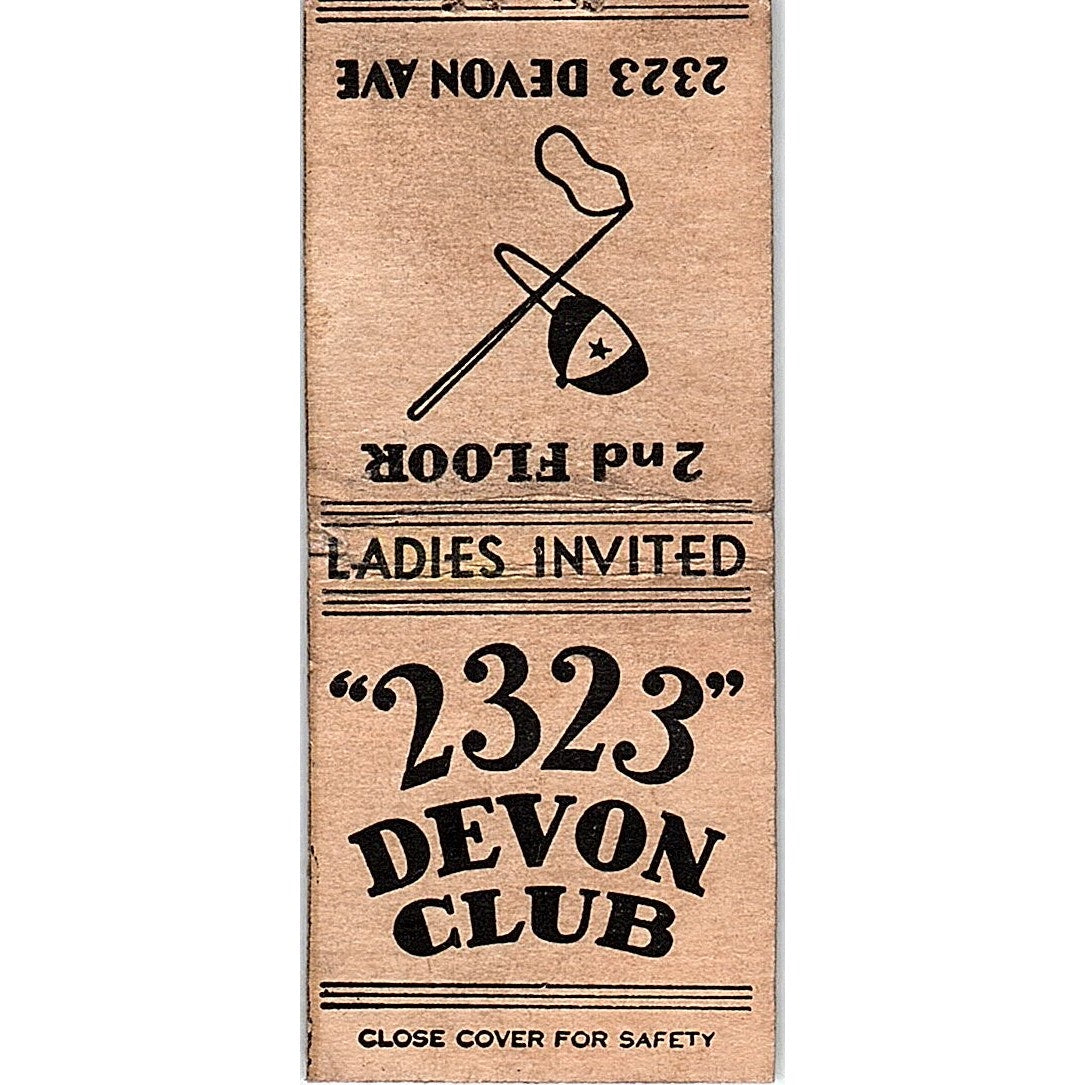 2323 DEVON AVE
2nd FLOOR
LADIES INVITED
“2323”
DEVON
CLUB
CLOSE COVER FOR SAFETY